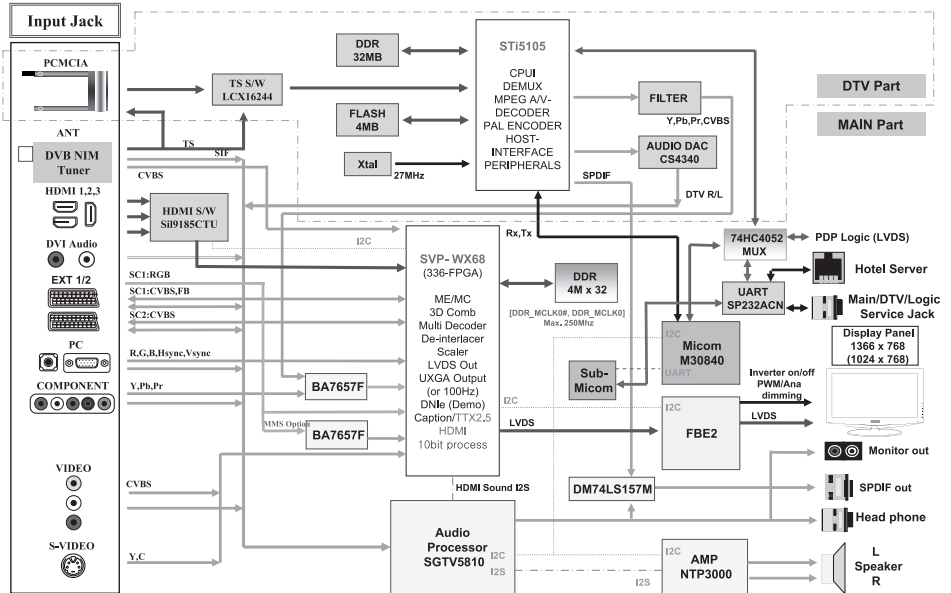 Input Jack
PCMCIA
ANT
DVB NIM
Tuner
HDMI 1,2,3
DVI Audio
EXT 1/2
PC
COMPONENT
VIDEO
S-VIDEO
TS S/W
LCX16244
TS
SIF
CVBS
HDMI S/W
Sil9185CTU
SC1:RGB
SC1:CVBS,FB
SC2:CVBS
R,G,B,Hsync,Vsync
Y,Pb,Pr
CVBS
Y,C
DDR
32MB
FLASH
4MB
Xtal
27MHz
STi5105
CPUI
DEMUX
MPEG A/V-
DECODER
PAL ENCODER
HOST-
INTERFACE
PERIPHERALS
SPDIF
FILTER
Y,Pb,Pr,CVBS
AUDIO DAC
CS4340
DTV R/L
DTV Part
MAIN Part
Rx,Tx
I2C
SVP-WX68
(336-FPGA)
ME/MC
3D Comb
Multi Decoder
De-interlacer
Scaler
LVDS Out
UXGA Output
(or 100Hz)
DNIe (Demo)
Caption/TTX2.5
HDMI
10bit process
BA7657F
MMS Option
BA7657F
DDR
4M x 32
[DDR_MCLK0#, DDR_MCLK0]
Max. 250Mhz
74HC4052
MUX
PDP Logic (LVDS)
UART
SP232ACN
Hotel Server
Main/DTV/Logic
Service Jack
I2C
Micom
M30840
UART
Sub-
Micom
Display Panel
1366 x 768
(1024 x 768)
Inverter on/off
PWM/Ana
dimming
LVDS
I2C
I2C
FBE2
LVDS
HDMI Sound I2S
DM74LS157M
Monitor out
SPDIF out
Head phone
Audio
Processor
SGTV5810
I2C
I2S
I2C
AMP
NTP3000
I2S
L
Speaker
R